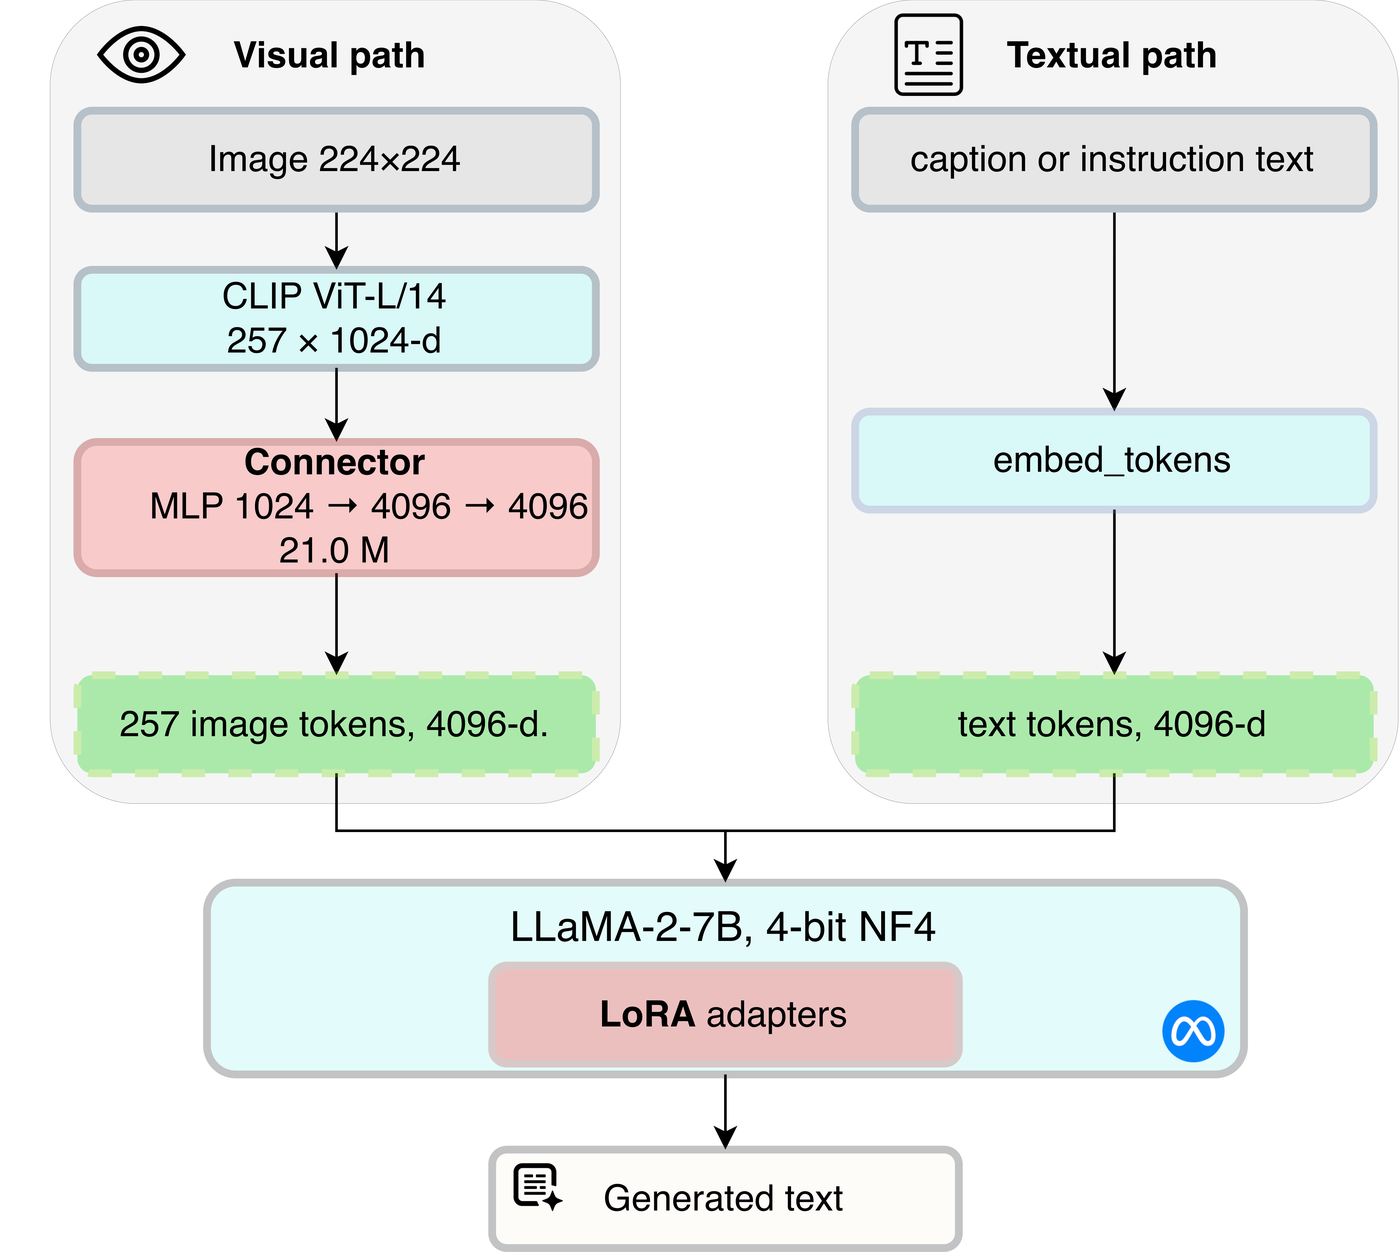 Visual path
Image 224×224
CLIP ViT-L/14
257 × 1024-d
Connector
MLP 1024 → 4096 → 4096
21.0 M
257 image tokens, 4096-d.
Textual path
caption or instruction text
embed_tokens
text tokens, 4096-d
LLaMA-2-7B, 4-bit NF4
LoRA adapters
Generated text